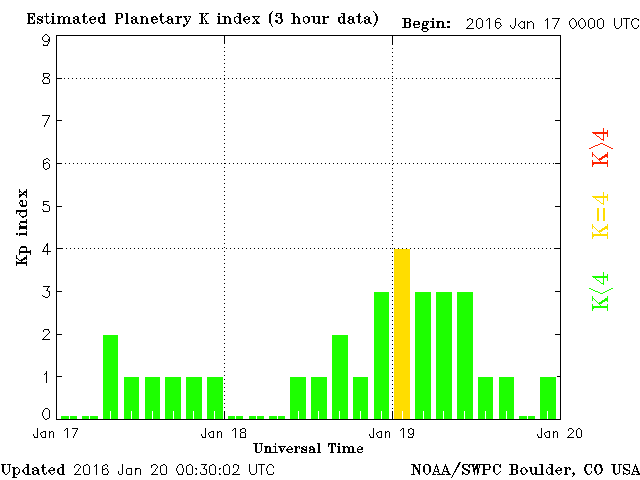 Estimated Planetary K index (3 hour data) Begin: 2016 Jan 17 0000 UTC
9
8
7
6
5
4
3
2
1
0
Kp index
K>4
K=4
K<4
Jan 17 Jan 18 Jan 19 Jan 20
Universal Time
Updated 2016 Jan 20 00:30:02 UTC NOAA/SWPC Boulder, CO USA